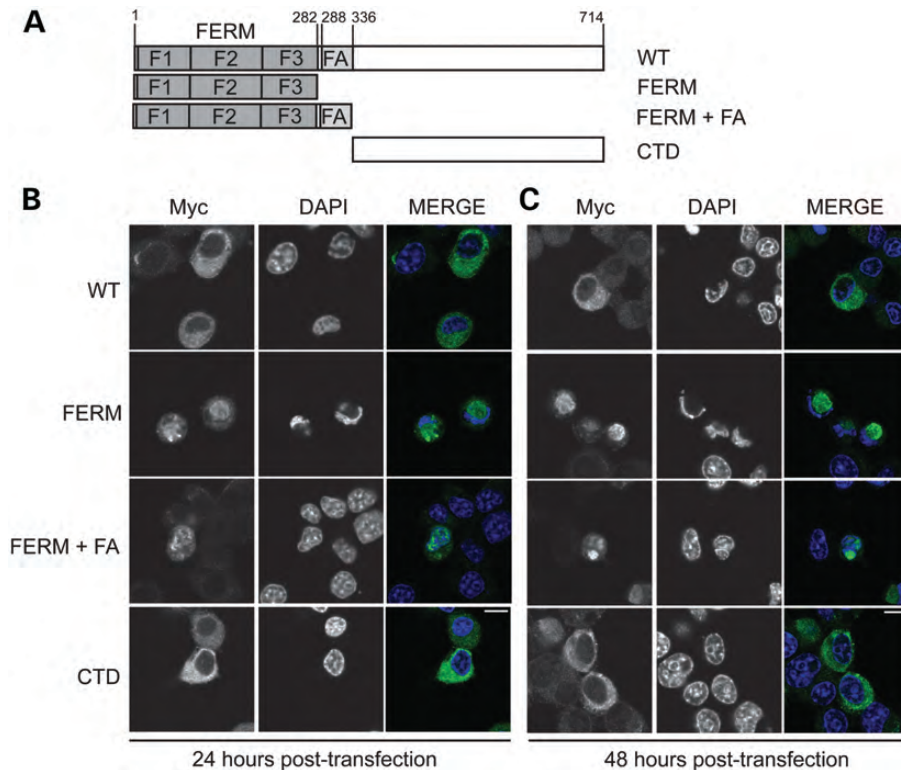 A
1 282 288 336 714
FERM
F1 F2 F3 FA WT
F1 F2 F3 FERM
F1 F2 F3 FA FERM + FA
CTD
B
Myc DAPI MERGE
WT
FERM
FERM + FA
CTD
24 hours post-transfection
C
Myc DAPI MERGE
48 hours post-transfection